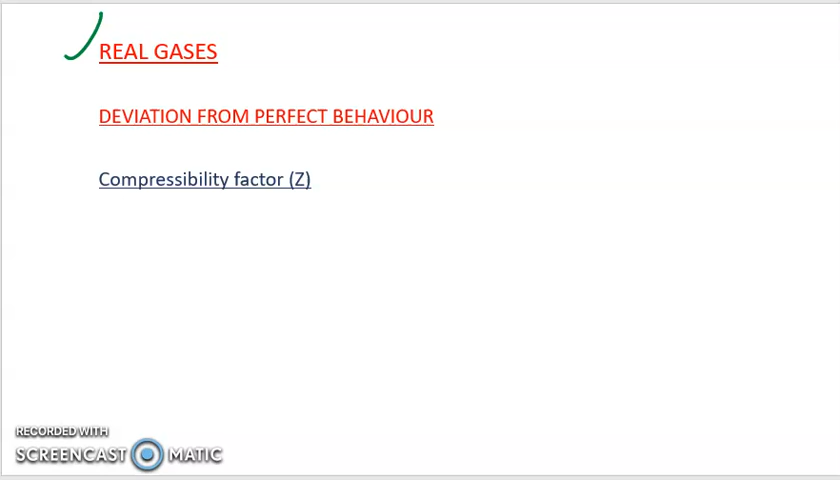 REAL GASES
DEVIATION FROM PERFECT BEHAVIOUR
Compressibility factor (Z)
RECORDED WITH
SCREENCAST MATIC